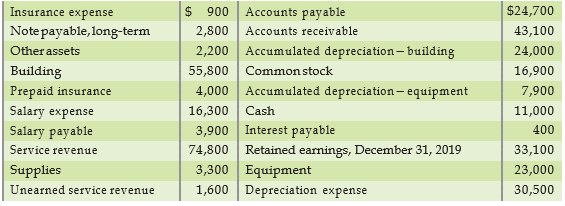 Insurance expense $ 900 Accounts payable $24,700
Note payable, long-term 2,800 Accounts receivable 43,100
Other assets 2,200 Accumulated depreciation – building 24,000
Building 55,800 Common stock 16,900
Prepaid insurance 4,000 Accumulated depreciation – equipment 7,900
Salary expense 16,300 Cash 11,000
Salary payable 3,900 Interest payable 400
Service revenue 74,800 Retained earnings, December 31, 2019 33,100
Supplies 3,300 Equipment 23,000
Unearned service revenue 1,600 Depreciation expense 30,500